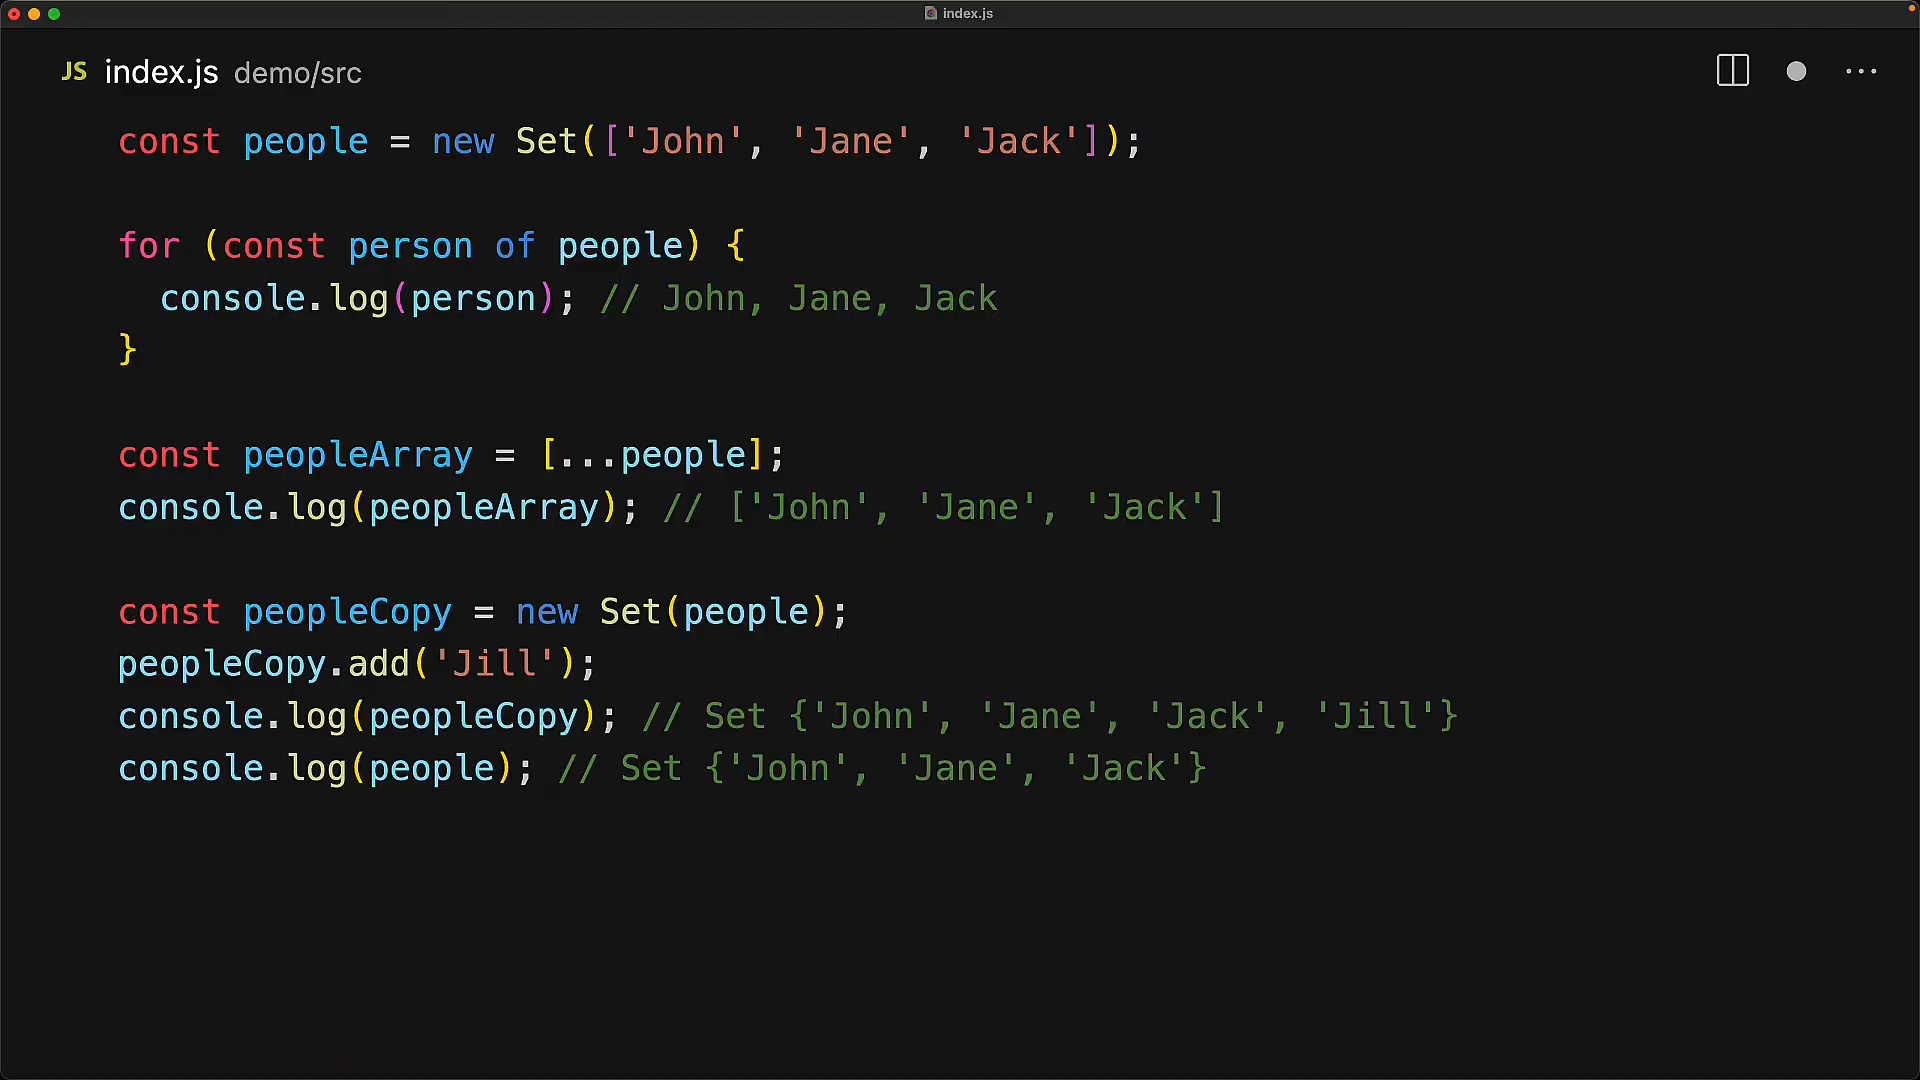 index.js
JS index.js demo/src
const people = new Set(['John', 'Jane', 'Jack']);
for (const person of people) {
  console.log(person); // John, Jane, Jack
}
const peopleArray = [...people];
console.log(peopleArray); // ['John', 'Jane', 'Jack']
const peopleCopy = new Set(people);
peopleCopy.add('Jill');
console.log(peopleCopy); // Set {'John', 'Jane', 'Jack', 'Jill'}
console.log(people); // Set {'John', 'Jane', 'Jack'}